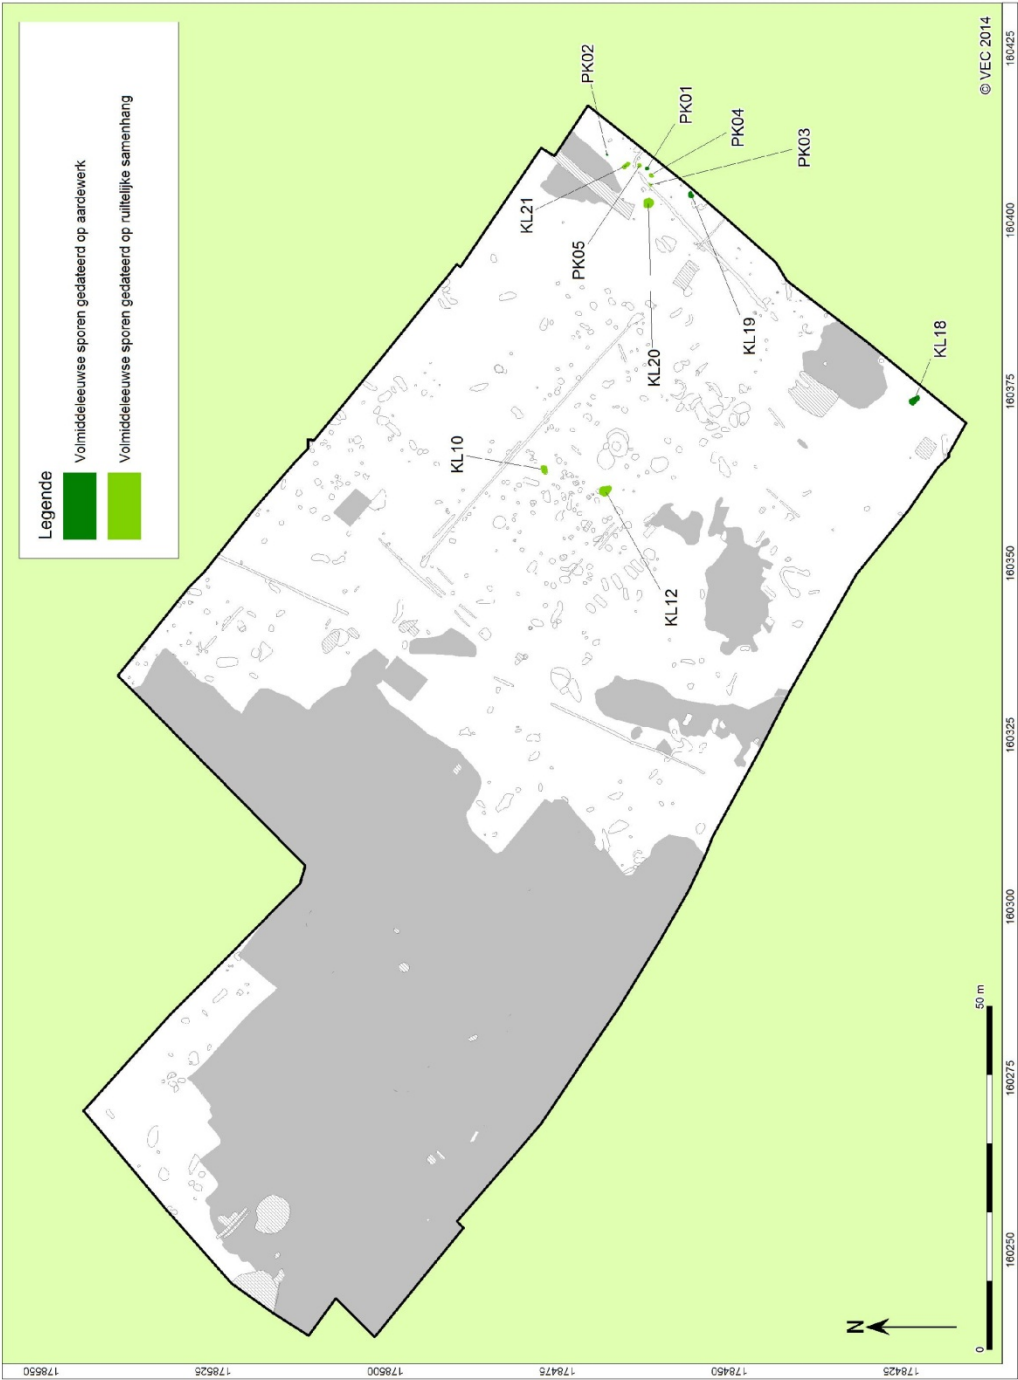 Legende
Volmiddeleeuwse sporen gedateerd op aardewerk
Volmiddeleeuwse sporen gedateerd op ruiltelijke samenhang
PK02
KL21
PK01
PK04
PK05
PK03
KL20
KL19
KL10
KL18
KL12
© VEC 2014
N
0
50 m
160250
160275
160300
160325
160350
160375
160400
160425
178550
178525
178500
178475
178450
178425